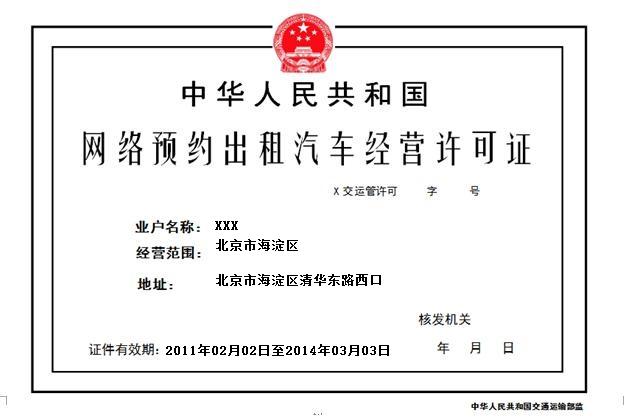 中华人民共和国
网络预约出租汽车经营许可证
X 交运管许可 字 号
业户名称: XXX
经营范围: 北京市海淀区
地址: 北京市海淀区清华东路西口
核发机关
证件有效期: 2011年02月02日至2014年03月03日 年 月 日
中华人民共和国交通运输部监